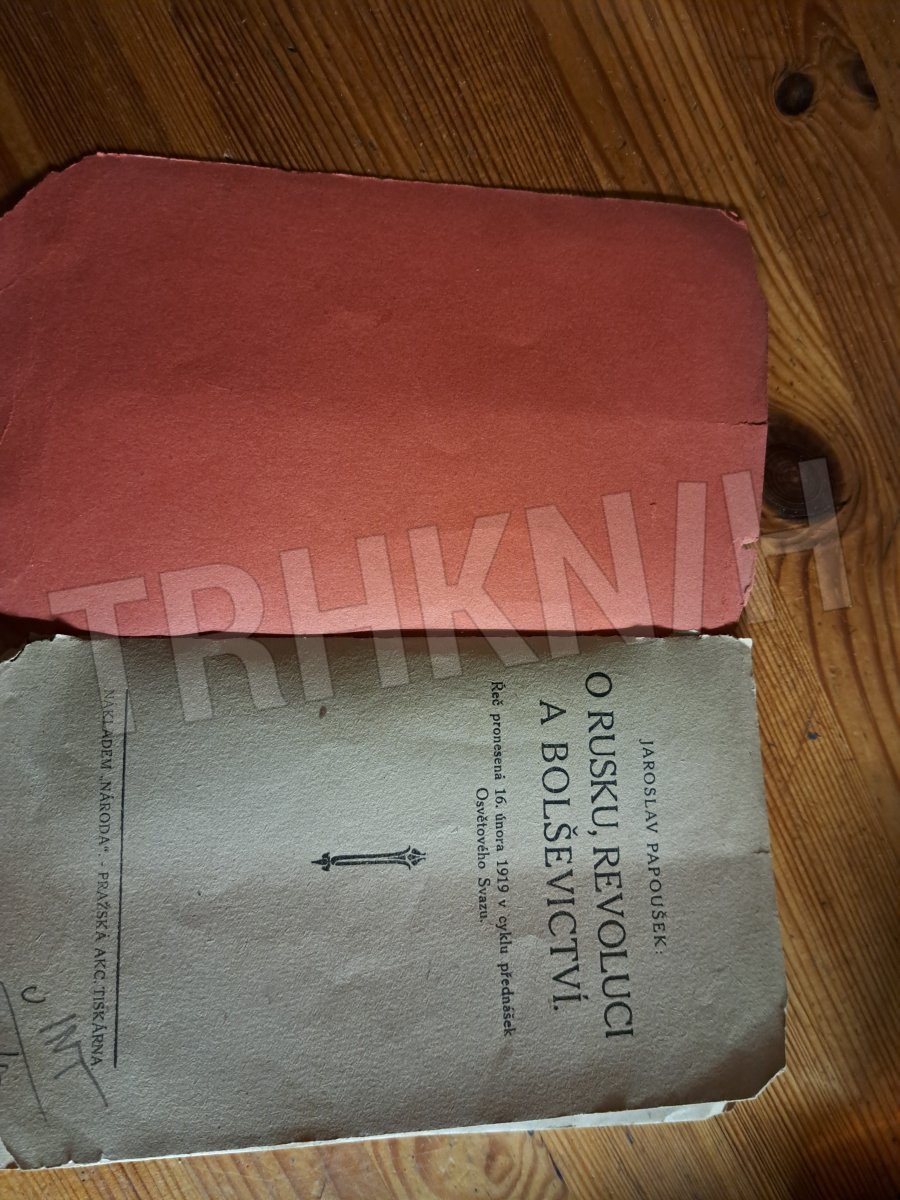 JAROSLAV PAPOUŠEK:
O RUSKU, REVOLUCI
A BOLŠEVICTVÍ.
Řeč pronesená 16. února 1919 v cyklu přednášek
Osvětového Svazu.
NÁKLADEM „NÁRODA“ - PRAŽSKÁ AKC. TISKÁRNA
INT
TRHKNIH